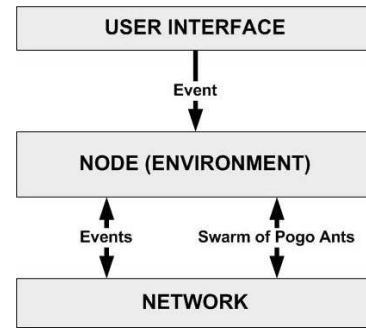 USER INTERFACE
Event
NODE (ENVIRONMENT)
Events
Swarm of Pogo Ants
NETWORK